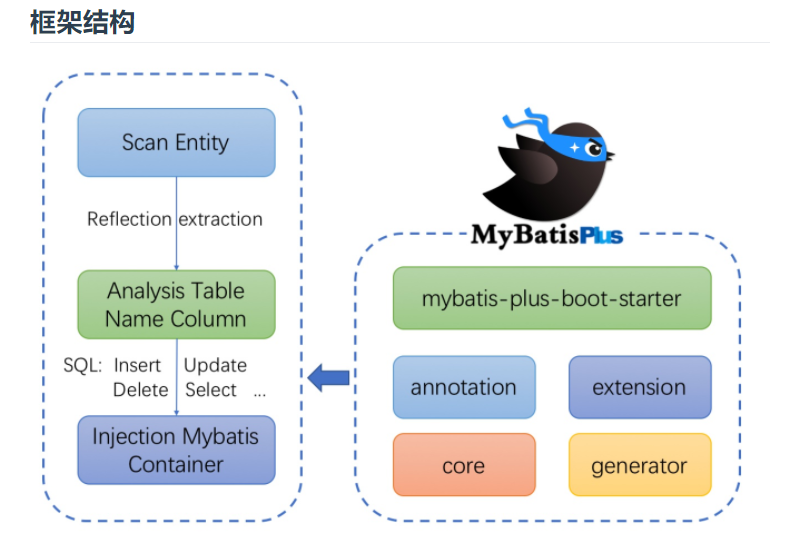 框架结构
Scan Entity
Reflection extraction
Analysis Table
Name Column
SQL: Insert Update
Delete Select ...
Injection Mybatis
Container
MyBatisPlus
mybatis-plus-boot-starter
annotation extension
core generator